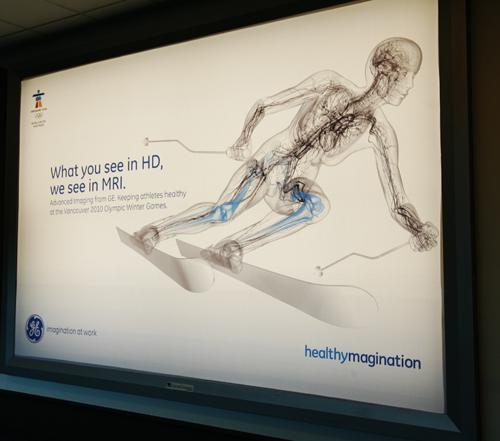 What you see in HD,
we see in MRI.
Advanced Imaging from GE. Keeping athletes healthy
at the Vancouver 2010 Olympic Winter Games.
GE
imagination at work
healthymagination